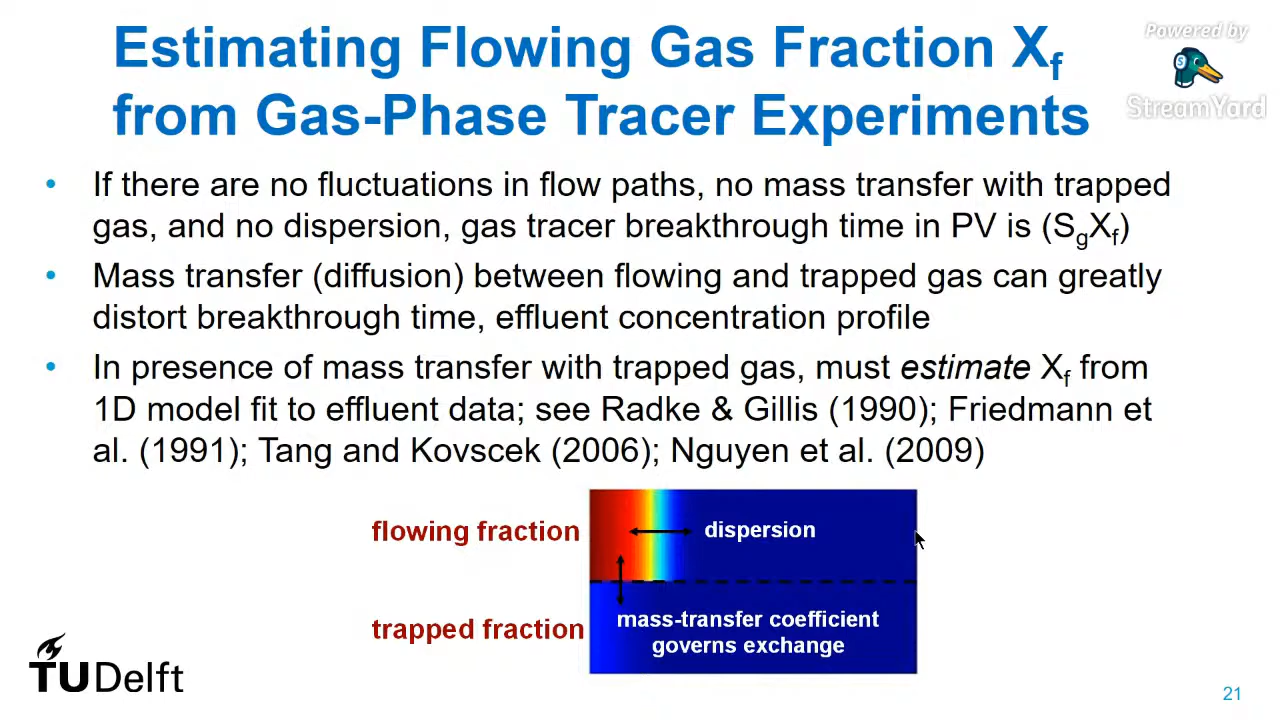 Estimating Flowing Gas Fraction Xf
from Gas-Phase Tracer Experiments
Powered by
S
StreamYard
• If there are no fluctuations in flow paths, no mass transfer with trapped
gas, and no dispersion, gas tracer breakthrough time in PV is (SgXf)
• Mass transfer (diffusion) between flowing and trapped gas can greatly
distort breakthrough time, effluent concentration profile
• In presence of mass transfer with trapped gas, must estimate Xf from
1D model fit to effluent data; see Radke & Gillis (1990); Friedmann et
al. (1991); Tang and Kovscek (2006); Nguyen et al. (2009)
flowing fraction
dispersion
trapped fraction
mass-transfer coefficient
governs exchange
TU Delft
21